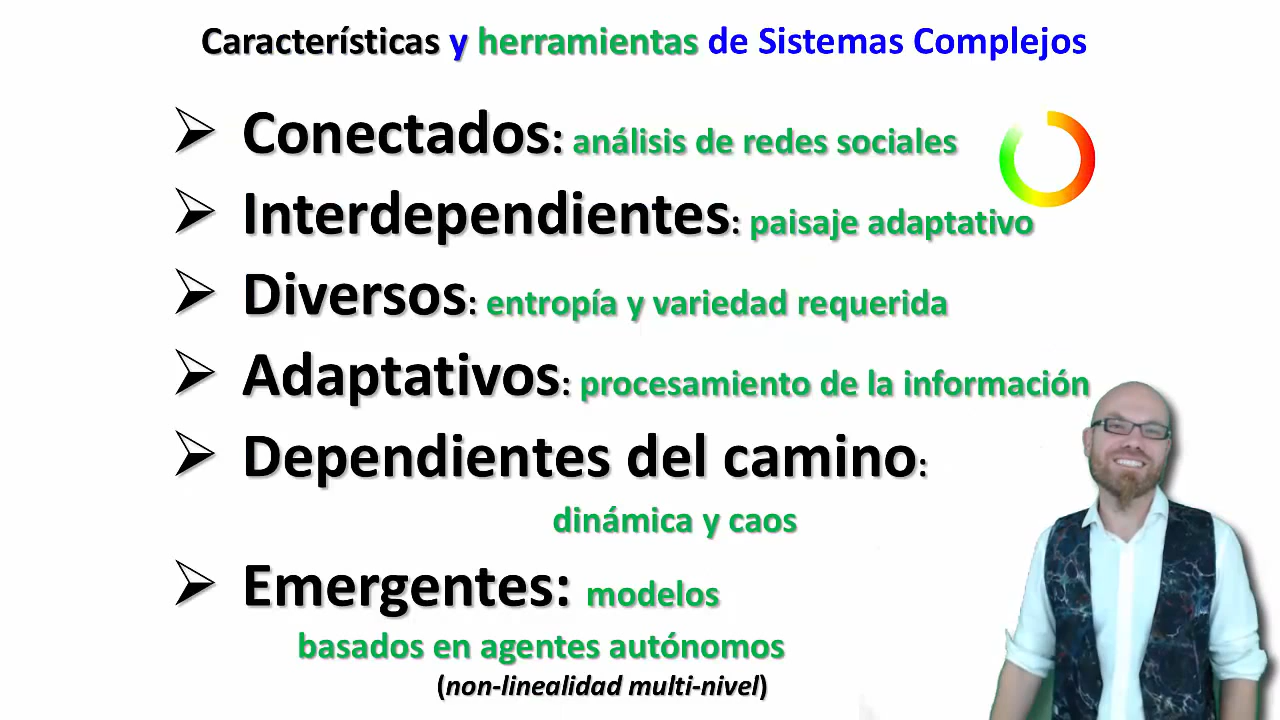 Características y herramientas de Sistemas Complejos
Conectados: análisis de redes sociales
Interdependientes: paisaje adaptativo
Diversos: entropía y variedad requerida
Adaptativos: procesamiento de la información
Dependientes del camino:
dinámica y caos
Emergentes: modelos
basados en agentes autónomos
(non-linealidad multi-nivel)